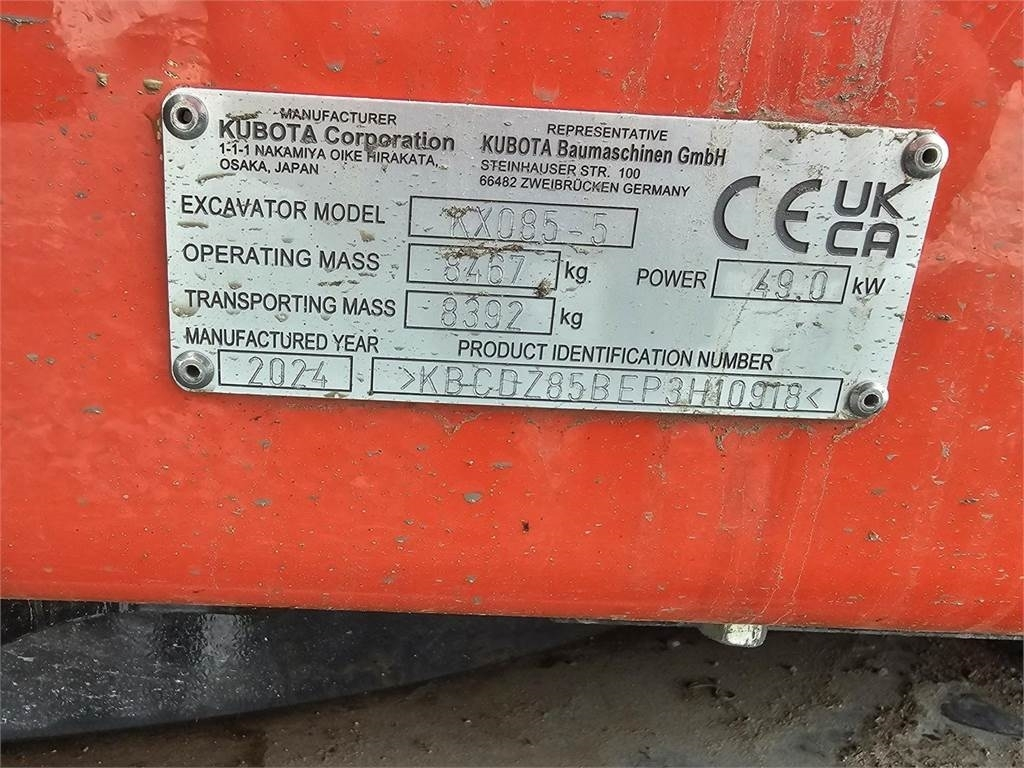 MANUFACTURER
KUBOTA Corporation
1-1-1 NAKAMIYA OIKE HIRAKATA,
OSAKA, JAPAN
REPRESENTATIVE
KUBOTA Baumaschinen GmbH
STEINHAUSER STR. 100
66482 ZWEIBRÜCKEN GERMANY
CE UK
CA
EXCAVATOR MODEL KX085-5
OPERATING MASS 8467 kg. POWER 49.0 kW
TRANSPORTING MASS 8392 kg
MANUFACTURED YEAR PRODUCT IDENTIFICATION NUMBER
2024 >KBCDZ85BEP3H10918<